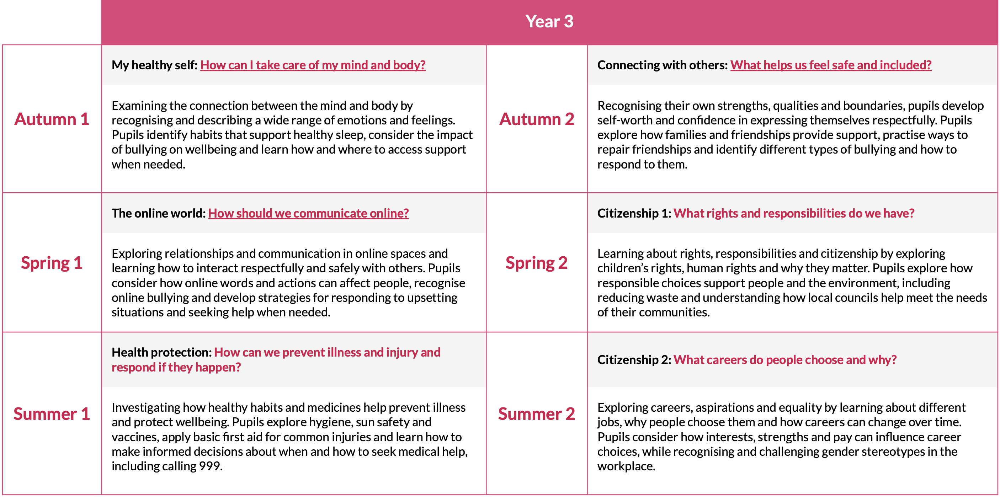 Year 3
Autumn 1
My healthy self: How can I take care of my mind and body?
Examining the connection between the mind and body by
recognising and describing a wide range of emotions and feelings.
Pupils identify habits that support healthy sleep, consider the impact
of bullying on wellbeing and learn how and where to access support
when needed.
Autumn 2
Connecting with others: What helps us feel safe and included?
Recognising their own strengths, qualities and boundaries, pupils develop
self-worth and confidence in expressing themselves respectfully. Pupils
explore how families and friendships provide support, practise ways to
repair friendships and identify different types of bullying and how to
respond to them.
Spring 1
The online world: How should we communicate online?
Exploring relationships and communication in online spaces and
learning how to interact respectfully and safely with others. Pupils
consider how online words and actions can affect people, recognise
online bullying and develop strategies for responding to upsetting
situations and seeking help when needed.
Spring 2
Citizenship 1: What rights and responsibilities do we have?
Learning about rights, responsibilities and citizenship by exploring
children’s rights, human rights and why they matter. Pupils explore how
responsible choices support people and the environment, including
reducing waste and understanding how local councils help meet the needs
of their communities.
Summer 1
Health protection: How can we prevent illness and injury and
respond if they happen?
Investigating how healthy habits and medicines help prevent illness
and protect wellbeing. Pupils explore hygiene, sun safety and
vaccines, apply basic first aid for common injuries and learn how to
make informed decisions about when and how to seek medical help,
including calling 999.
Summer 2
Citizenship 2: What careers do people choose and why?
Exploring careers, aspirations and equality by learning about different
jobs, why people choose them and how careers can change over time.
Pupils consider how interests, strengths and pay can influence career
choices, while recognising and challenging gender stereotypes in the
workplace.